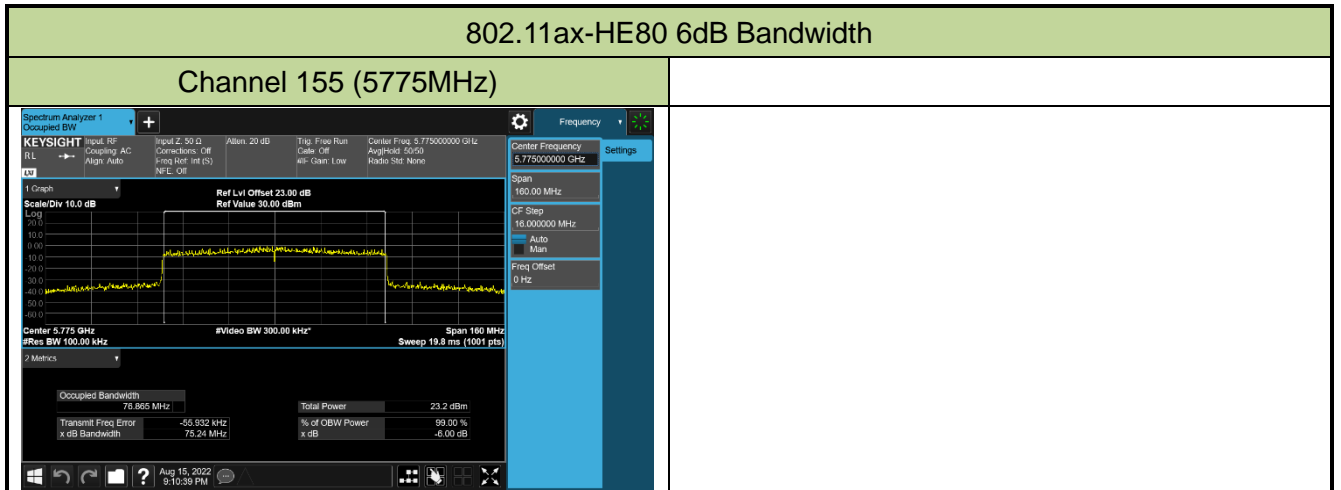 802.11ax-HE80 6dB Bandwidth
Channel 155 (5775MHz)
Spectrum Analyzer 1
Occupied BW
Frequency
KEYSIGHT
RL
LXI
Input: RF
Coupling: AC
Align: Auto
Input Z: 50 Ω
Corrections: Off
Freq Ref: Int (S)
NFE: Off
Atten: 20 dB
Trig: Free Run
Gate: Off
#IF Gain: Low
Center Freq: 5.775000000 GHz
Avg|Hold: 50/50
Radio Std: None
Center Frequency
5.775000000 GHz
Settings
Span
160.00 MHz
CF Step
16.000000 MHz
Auto
Man
Freq Offset
0 Hz
1 Graph
Scale/Div 10.0 dB
Ref Lvl Offset 23.00 dB
Ref Value 30.00 dBm
Log
20.0
10.0
0.00
-10.0
-20.0
-30.0
-40.0
-50.0
-60.0
Center 5.775 GHz
#Video BW 300.00 kHz*
Span 160 MHz
#Res BW 100.00 kHz
Sweep 19.8 ms (1001 pts)
2 Metrics
Occupied Bandwidth
76.865 MHz
Total Power 23.2 dBm
Transmit Freq Error -55.932 kHz
% of OBW Power 99.00 %
x dB Bandwidth 75.24 MHz
x dB -6.00 dB
?
Aug 15, 2022
9:10:39 PM